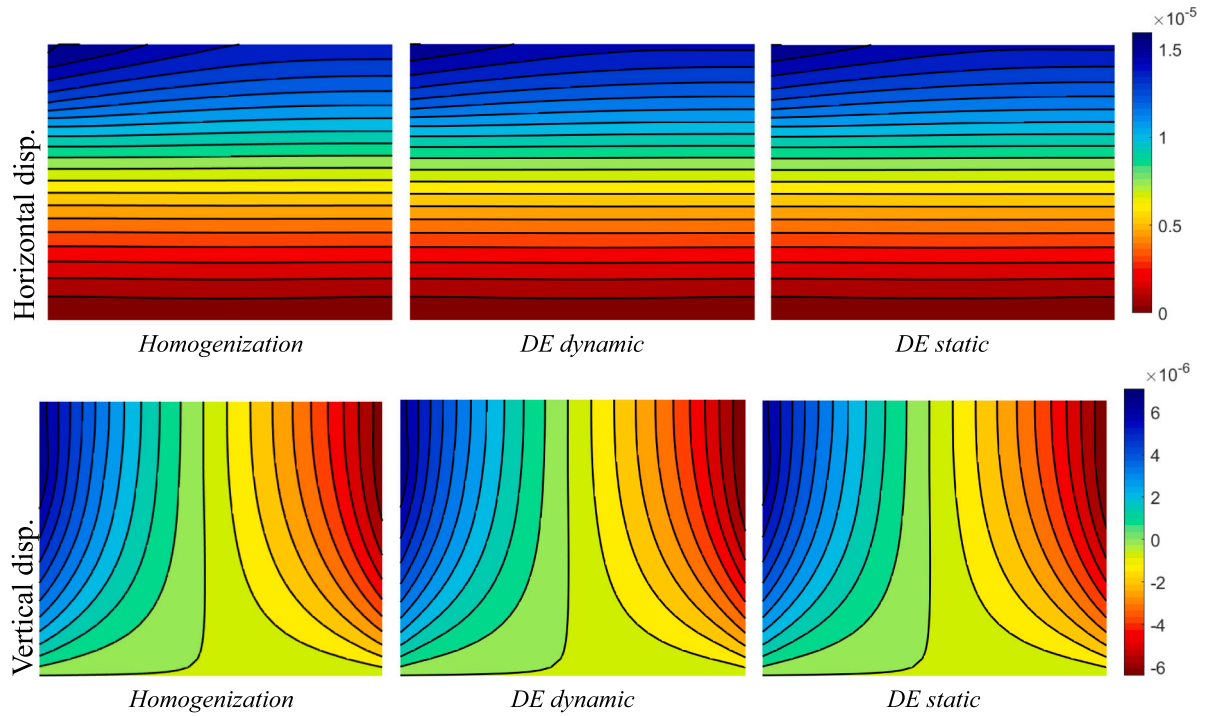 ×10-5
1.5
1
0.5
0
Horizontal disp.
Homogenization
DE dynamic
DE static
×10-6
6
4
2
0
-2
-4
-6
Vertical disp.
Homogenization
DE dynamic
DE static